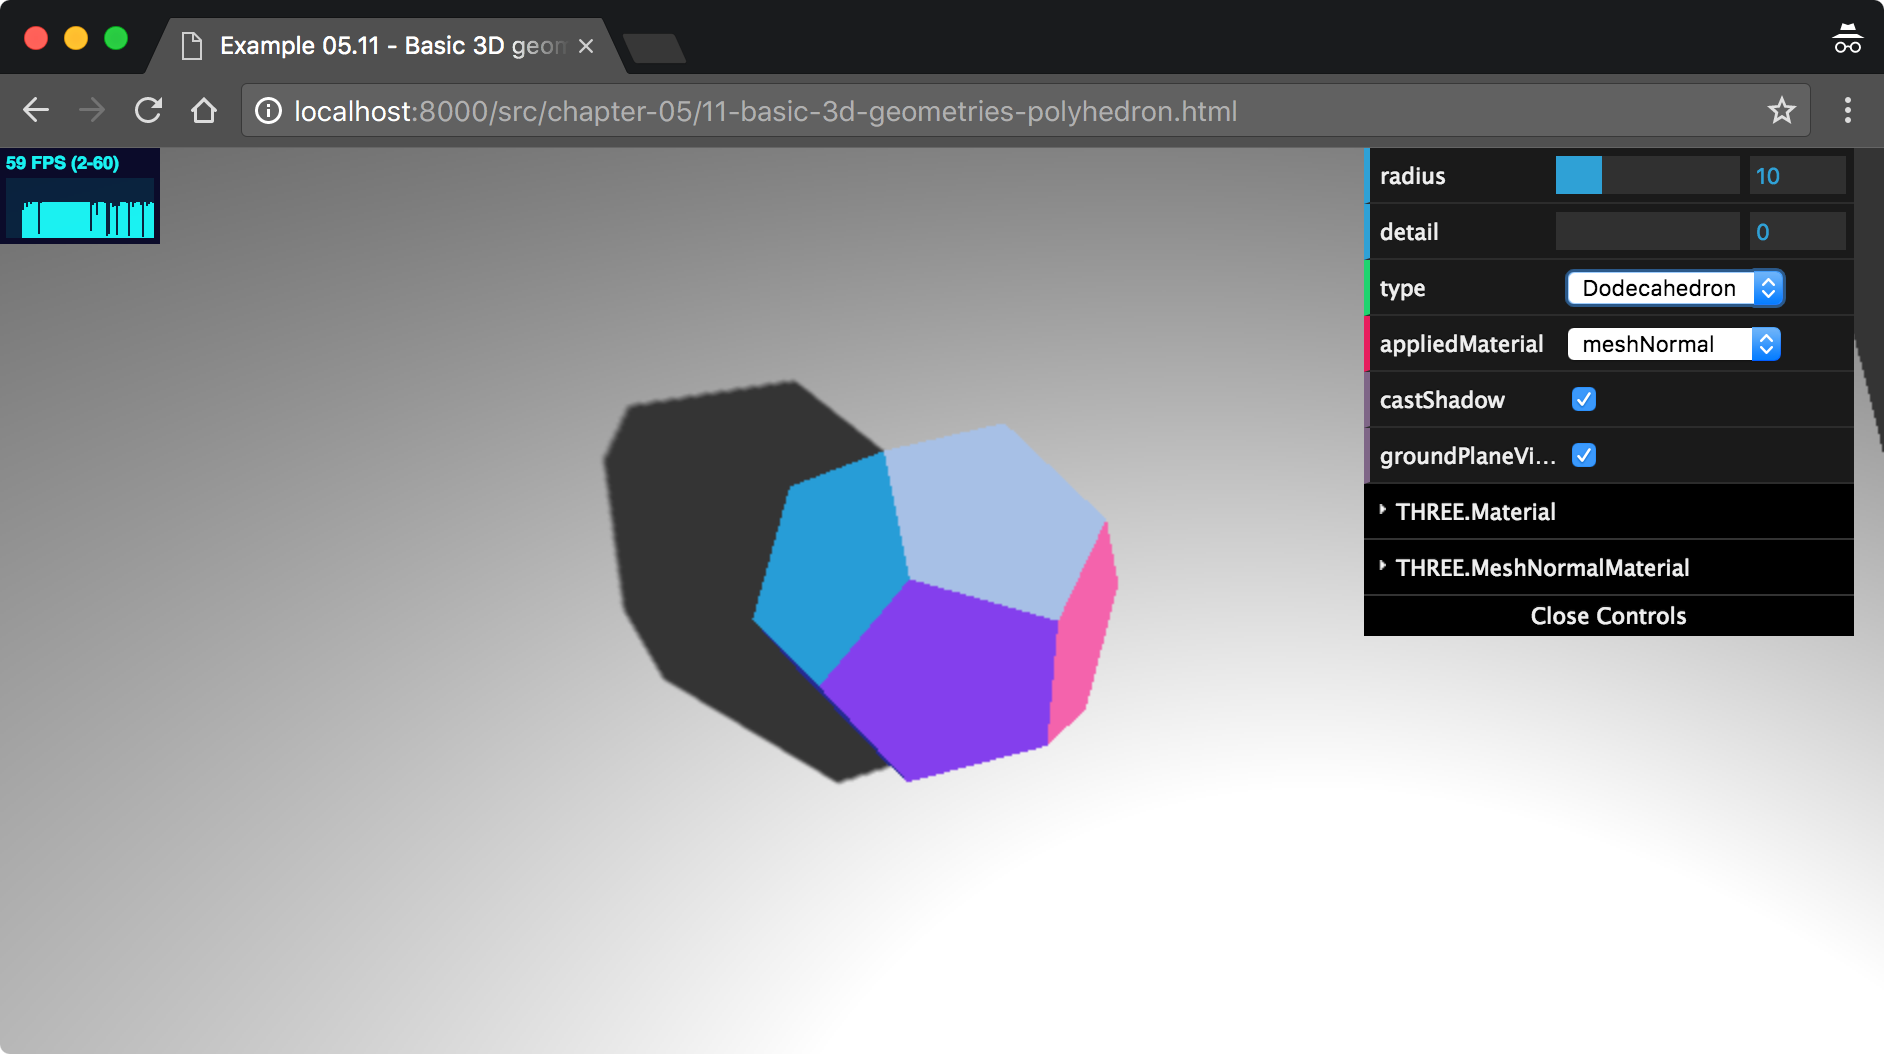 Example 05.11 - Basic 3D geom
localhost:8000/src/chapter-05/11-basic-3d-geometries-polyhedron.html
59 FPS (2-60)
radius 10
detail 0
type Dodecahedron
appliedMaterial meshNormal
castShadow
groundPlaneVi...
THREE.Material
THREE.MeshNormalMaterial
Close Controls